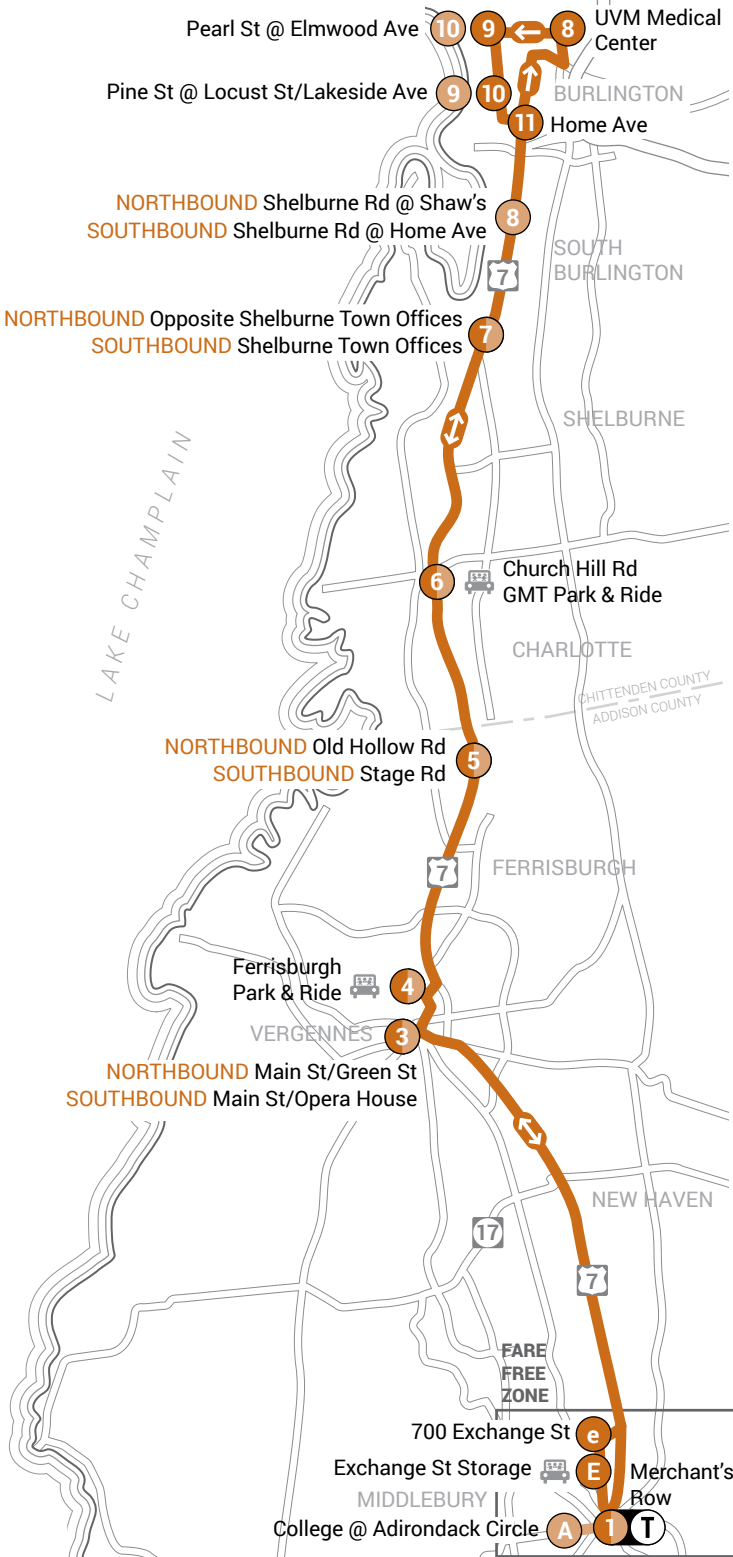 Pearl St @ Elmwood Ave 10 9 8 UVM Medical
Center
Pine St @ Locust St/Lakeside Ave 9 10 BURLINGTON
11 Home Ave
NORTHBOUND Shelburne Rd @ Shaw's
SOUTHBOUND Shelburne Rd @ Home Ave
8
SOUTH
BURLINGTON
7
NORTHBOUND Opposite Shelburne Town Offices
SOUTHBOUND Shelburne Town Offices
7
SHELBURNE
LAKE CHAMPLAIN
6
Church Hill Rd
GMT Park & Ride
CHARLOTTE
CHITTENDEN COUNTY
ADDISON COUNTY
NORTHBOUND Old Hollow Rd
SOUTHBOUND Stage Rd
5
7
FERRISBURGH
Ferrisburgh
Park & Ride
4
VERGENNES 3
NORTHBOUND Main St/Green St
SOUTHBOUND Main St/Opera House
NEW HAVEN
17
7
FARE
FREE
ZONE
700 Exchange St e
Exchange St Storage E Merchant's
Row
MIDDLEBURY
College @ Adirondack Circle A 1 T